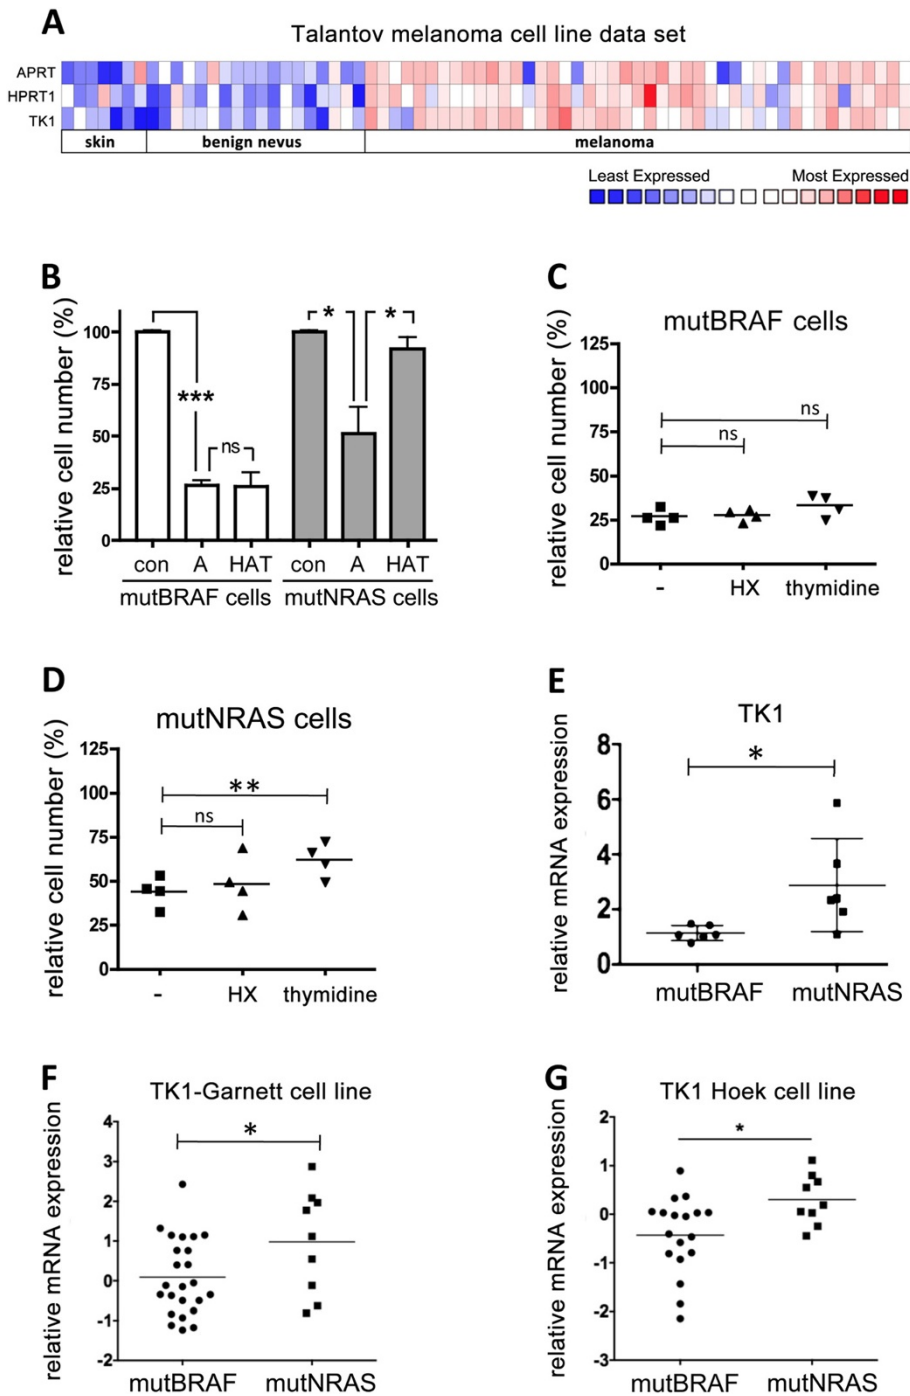 A
Talantov melanoma cell line data set
APRT
HPRT1
TK1
skin benign nevus melanoma
Least Expressed Most Expressed
B
relative cell number (%)
100
75
50
25
0
*** ns * *
con A HAT con A HAT
mutBRAF cells mutNRAS cells
C
mutBRAF cells
relative cell number (%)
125
100
75
50
25
0
ns
ns
- HX thymidine
D
mutNRAS cells
relative cell number (%)
125
100
75
50
25
0
**
ns
- HX thymidine
E
TK1
relative mRNA expression
8
6
4
2
0
*
mutBRAF mutNRAS
F
TK1-Garnett cell line
relative mRNA expression
4
3
2
1
0
-1
-2
*
mutBRAF mutNRAS
G
TK1 Hoek cell line
relative mRNA expression
2
1
0
-1
-2
-3
*
mutBRAF mutNRAS